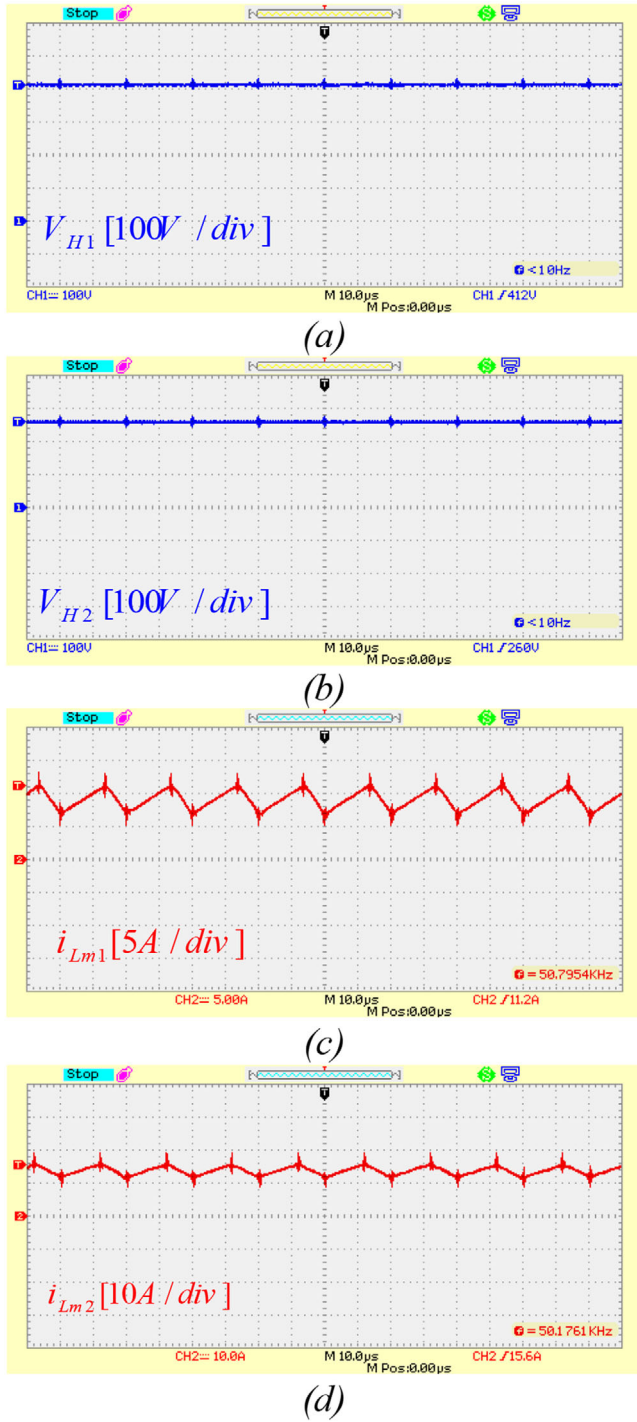 Stop
T
T
1
V_H1 [100V / div]
<10Hz
CH1 100V M 10.0µs CH1 412V
M Pos:0.00µs
(a)
Stop
T
T
1
V_H2 [100V / div]
<10Hz
CH1 100V M 10.0µs CH1 260V
M Pos:0.00µs
(b)
Stop
T
T
2
i_Lm1 [5A / div]
= 50.7954KHz
CH2 5.00A M 10.0µs CH2 11.2A
M Pos:0.00µs
(c)
Stop
T
T
2
i_Lm2 [10A / div]
= 50.1761KHz
CH2 10.0A M 10.0µs CH2 15.6A
M Pos:0.00µs
(d)